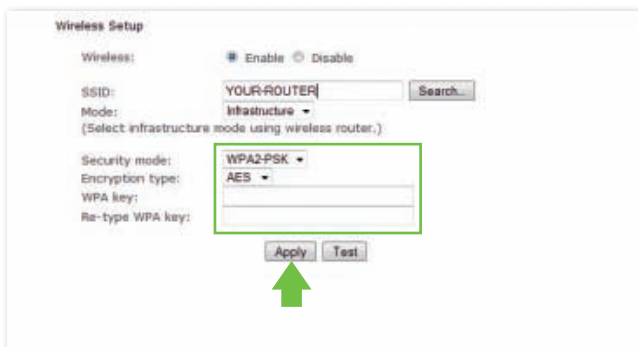 Wireless Setup
Wireless: Enable Disable
SSID: YOUR-ROUTER Search...
Mode: Infrastructure
(Select infrastructure mode using wireless router.)
Security mode: WPA2-PSK
Encryption type: AES
WPA key:
Re-type WPA key:
Apply Test